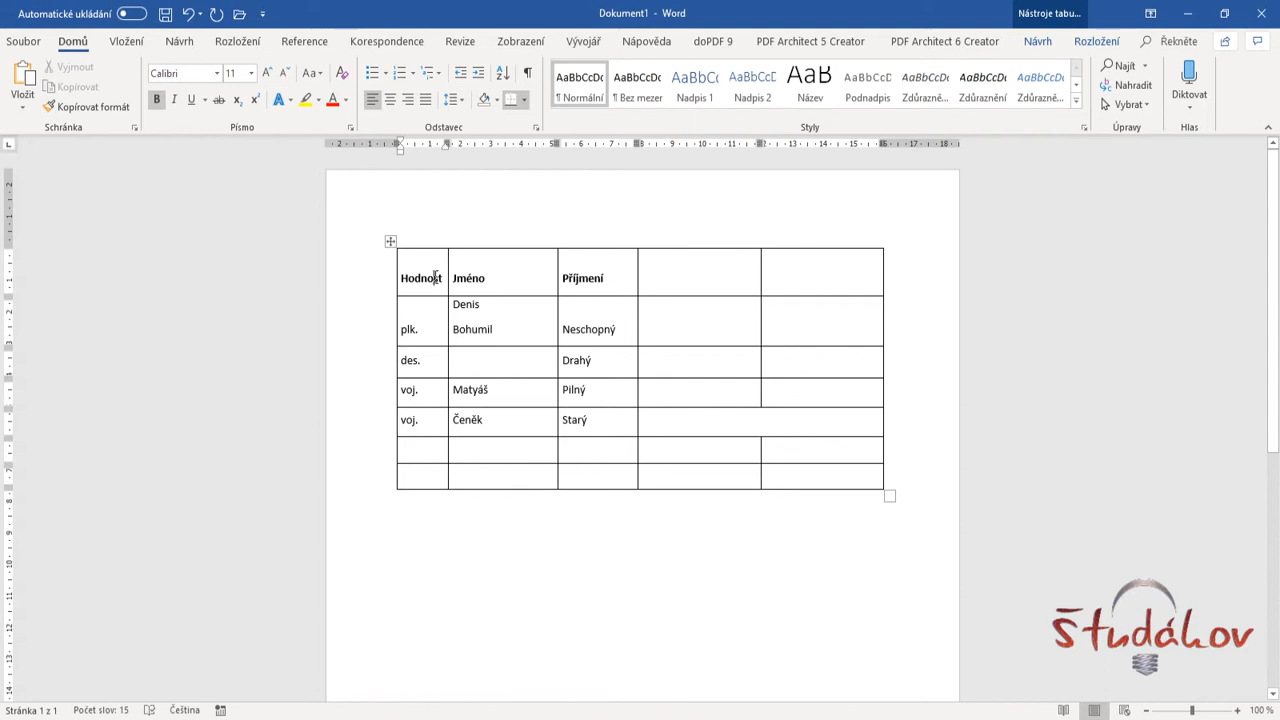 Automatické ukládání
Dokument1 - Word
Nástroje tabu...
Soubor Domů Vložení Návrh Rozložení Reference Korespondence Revize Zobrazení Vývojář Nápověda doPDF 9 PDF Architect 5 Creator PDF Architect 6 Creator Návrh Rozložení Řekněte
Vložit
Vyjmout
Kopírovat
Kopírovat formát
Schránka
Calibri 11
Písmo
Odstavec
AaBbCcDc AaBbCcDc AaBbCc AaBbCcD AaB AaBbCcD AaBbCcDc AaBbCcDc AaBbCcDc
¶ Normální ¶ Bez mezer Nadpis 1 Nadpis 2 Název Podnadpis Zdůrazně... Zdůraznění Zdůrazně...
Styly
Najít
Nahradit
Vybrat
Úpravy
Diktovat
Hlas
Hodnost Jméno Příjmení
Denis
plk. Bohumil Neschopný
des. Drahý
voj. Matyáš Pilný
voj. Čeněk Starý
Študákov
Stránka 1 z 1 Počet slov: 15 Čeština 100 %